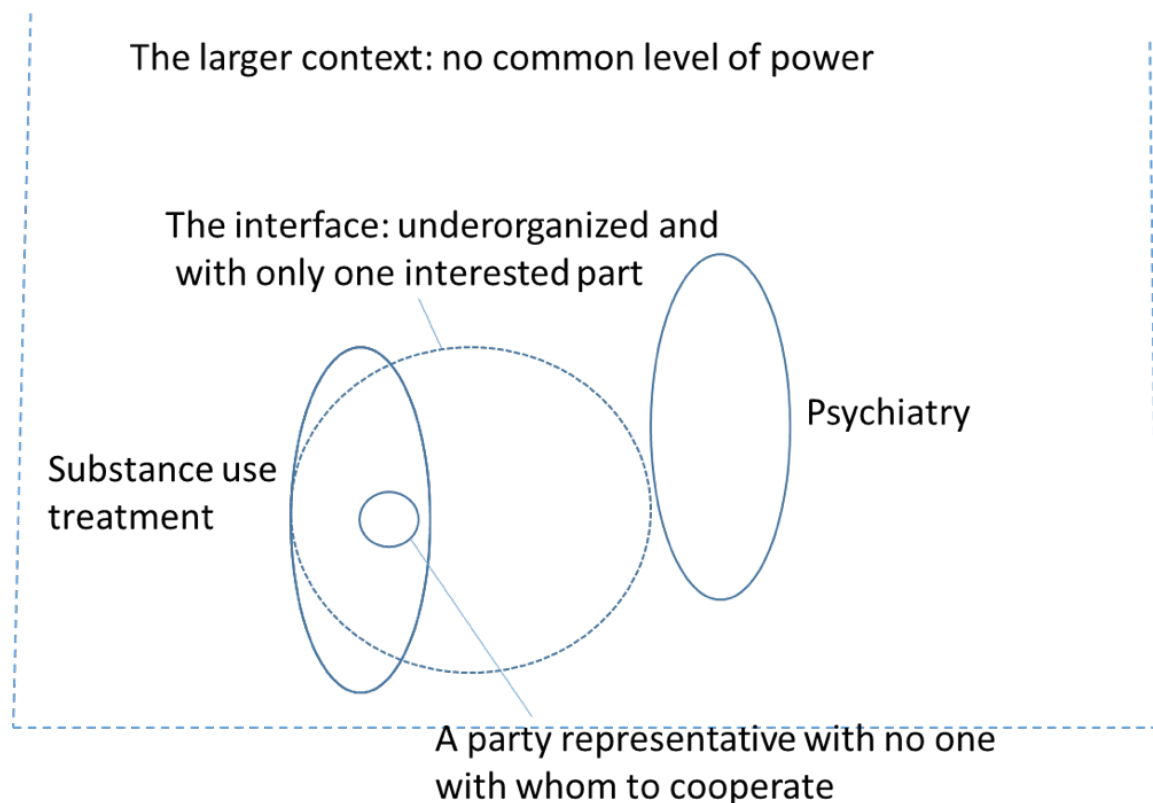 The larger context: no common level of power
The interface: underorganized and
with only one interested part
Psychiatry
Substance use
treatment
A party representative with no one
with whom to cooperate